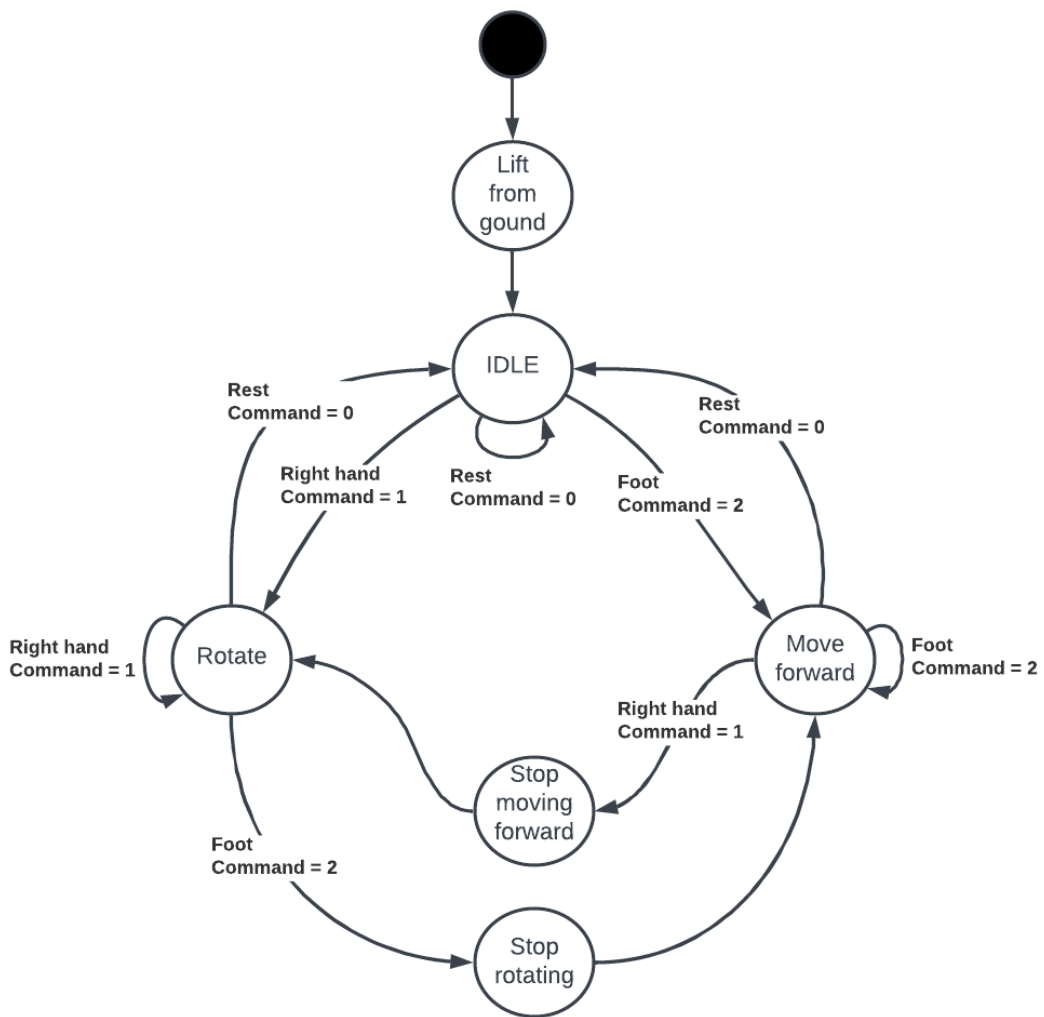 Lift
from
gound
IDLE
Rest
Command = 0
Rest
Command = 0
Right hand
Command = 1
Rest
Command = 0
Foot
Command = 2
Right hand
Command = 1
Rotate
Move
forward
Foot
Command = 2
Right hand
Command = 1
Stop
moving
forward
Foot
Command = 2
Stop
rotating